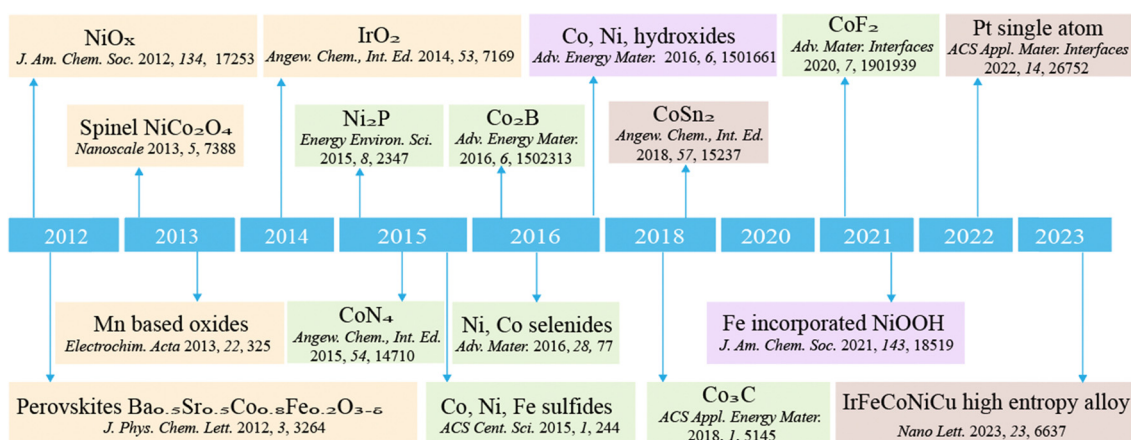 NiOₓ
J. Am. Chem. Soc. 2012, 134, 17253
IrO₂
Angew. Chem., Int. Ed. 2014, 53, 7169
Co, Ni, hydroxides
Adv. Energy Mater. 2016, 6, 1501661
CoF₂
Adv. Mater. Interfaces
2020, 7, 1901939
Pt single atom
ACS Appl. Mater. Interfaces
2022, 14, 26752
Spinel NiCo₂O₄
Nanoscale 2013, 5, 7388
Ni₂P
Energy Environ. Sci.
2015, 8, 2347
Co₂B
Adv. Energy Mater.
2016, 6, 1502313
CoSn₂
Angew. Chem., Int. Ed.
2018, 57, 15237
2012 2013 2014 2015 2016 2018 2020 2021 2022 2023
Mn based oxides
Electrochim. Acta 2013, 22, 325
CoN₄
Angew. Chem., Int. Ed.
2015, 54, 14710
Ni, Co selenides
Adv. Mater. 2016, 28, 77
Fe incorporated NiOOH
J. Am. Chem. Soc. 2021, 143, 18519
Perovskites Ba₀.₅Sr₀.₅Co₀.₈Fe₀.₂O₃₋δ
J. Phys. Chem. Lett. 2012, 3, 3264
Co, Ni, Fe sulfides
ACS Cent. Sci. 2015, 1, 244
Co₃C
ACS Appl. Energy Mater.
2018, 1, 5145
IrFeCoNiCu high entropy alloy
Nano Lett. 2023, 23, 6637